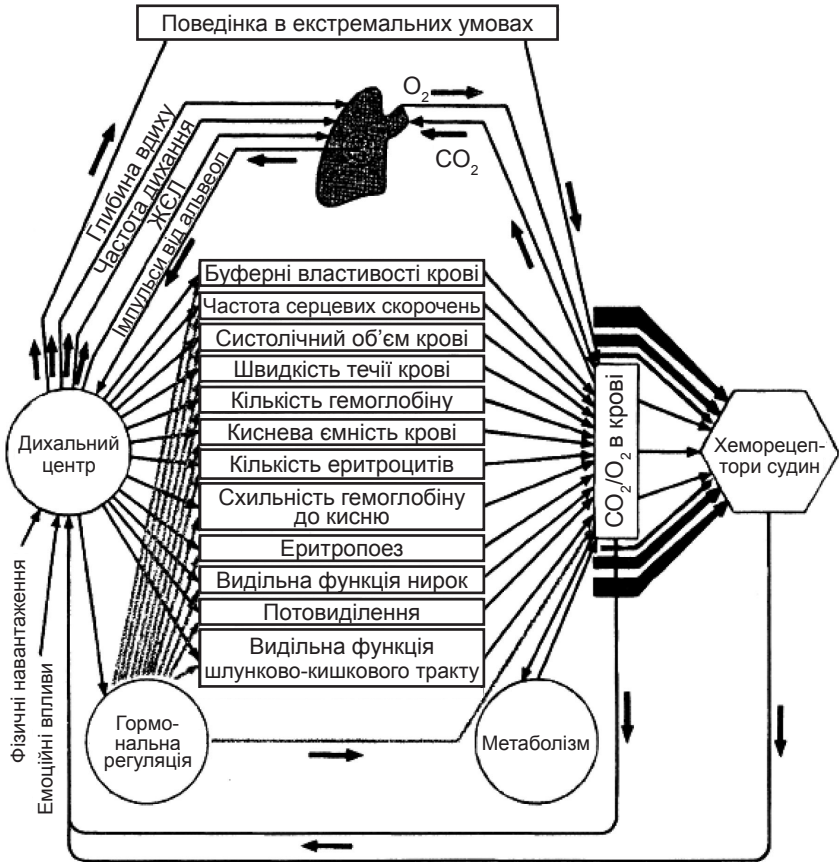 Поведінка в екстремальних умовах
O₂
CO₂
Глибина вдиху
Частота дихання
ЖЄЛ
Імпульси від альвеол
Буферні властивості крові
Частота серцевих скорочень
Систолічний об'єм крові
Швидкість течії крові
Кількість гемоглобіну
Киснева ємність крові
Кількість еритроцитів
Схильність гемоглобіну
до кисню
Еритропоез
Видільна функція нирок
Потовиділення
Видільна функція
шлунково-кишкового тракту
Дихальний
центр
CO₂/O₂ в крові
Хеморецеп-
тори судин
Фізичні навантаження
Емоційні впливи
Гормо-
нальна
регуляція
Метаболізм